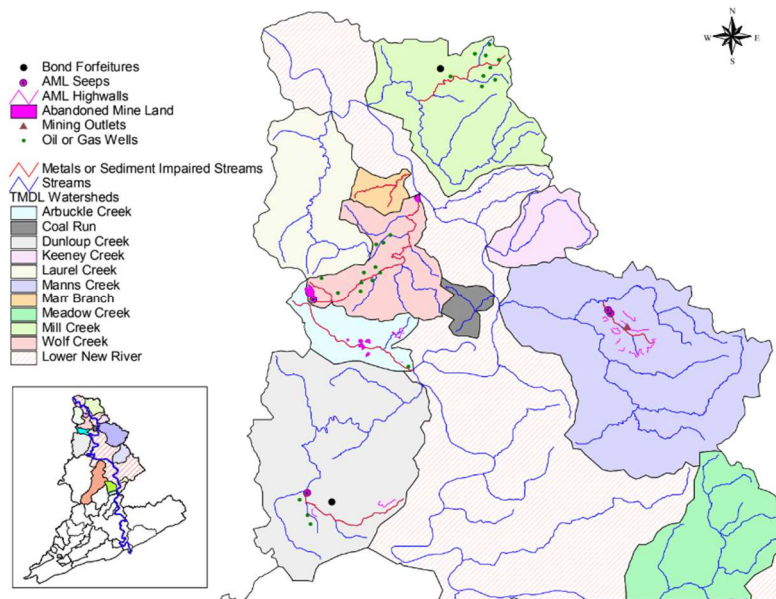 N
W E
S
Bond Forfeitures
AML Seeps
AML Highwalls
Abandoned Mine Land
Mining Outlets
Oil or Gas Wells
Metals or Sediment Impaired Streams
Streams
TMDL Watersheds
Arbuckle Creek
Coal Run
Dunloup Creek
Keeney Creek
Laurel Creek
Manns Creek
Marr Branch
Meadow Creek
Mill Creek
Wolf Creek
Lower New River